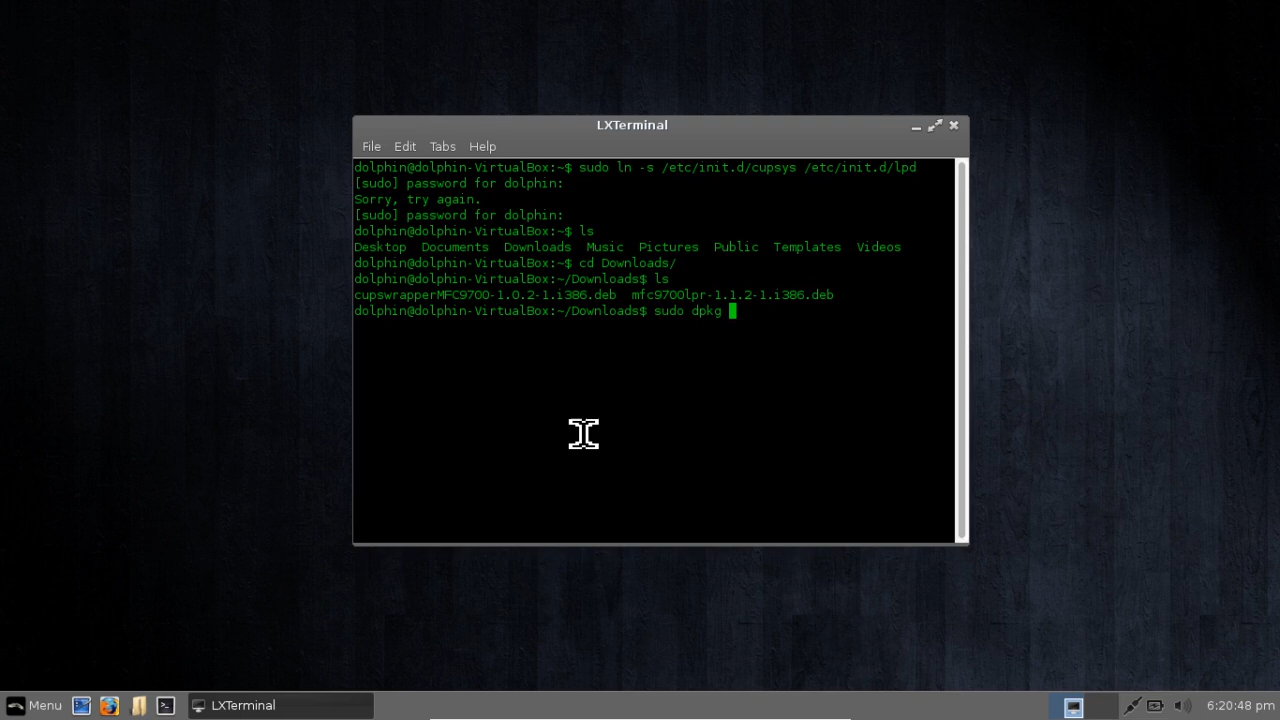 LXTerminal
File Edit Tabs Help
dolphin@dolphin-VirtualBox:~$ sudo ln -s /etc/init.d/cupsys /etc/init.d/lpd
[sudo] password for dolphin:
Sorry, try again.
[sudo] password for dolphin:
dolphin@dolphin-VirtualBox:~$ ls
Desktop Documents Downloads Music Pictures Public Templates Videos
dolphin@dolphin-VirtualBox:~$ cd Downloads/
dolphin@dolphin-VirtualBox:~/Downloads$ ls
cupswrapperMFC9700-1.0.2-1.i386.deb mfc9700lpr-1.1.2-1.i386.deb
dolphin@dolphin-VirtualBox:~/Downloads$ sudo dpkg
Menu LXTerminal 6:20:48 pm